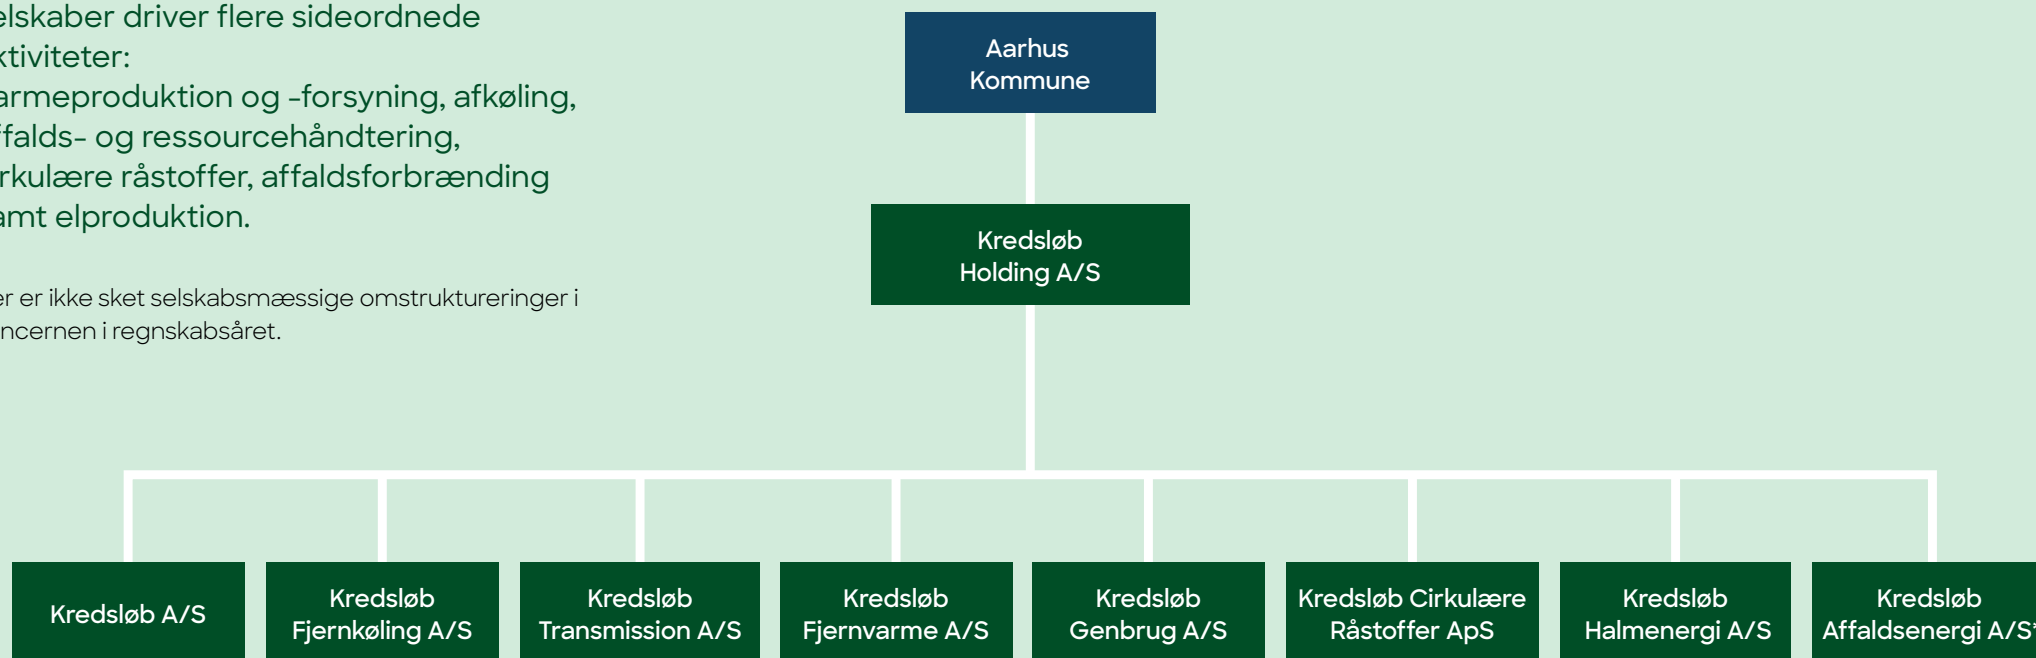 elskaber driver flere sideordnede
ktiviteter:
armeproduktion og -forsyning, afkøling,
ffalds- og ressourcehåndtering,
rkulære råstoffer, affaldsforbrænding
amt elproduktion.
er er ikke sket selskabsmæssige omstruktureringer i
ncernen i regnskabsåret.
Aarhus
Kommune
Kredsløb
Holding A/S
Kredsløb A/S
Kredsløb
Fjernkøling A/S
Kredsløb
Transmission A/S
Kredsløb
Fjernvarme A/S
Kredsløb
Genbrug A/S
Kredsløb Cirkulære
Råstoffer ApS
Kredsløb
Halmenergi A/S
Kredsløb
Affaldsenergi A/S*